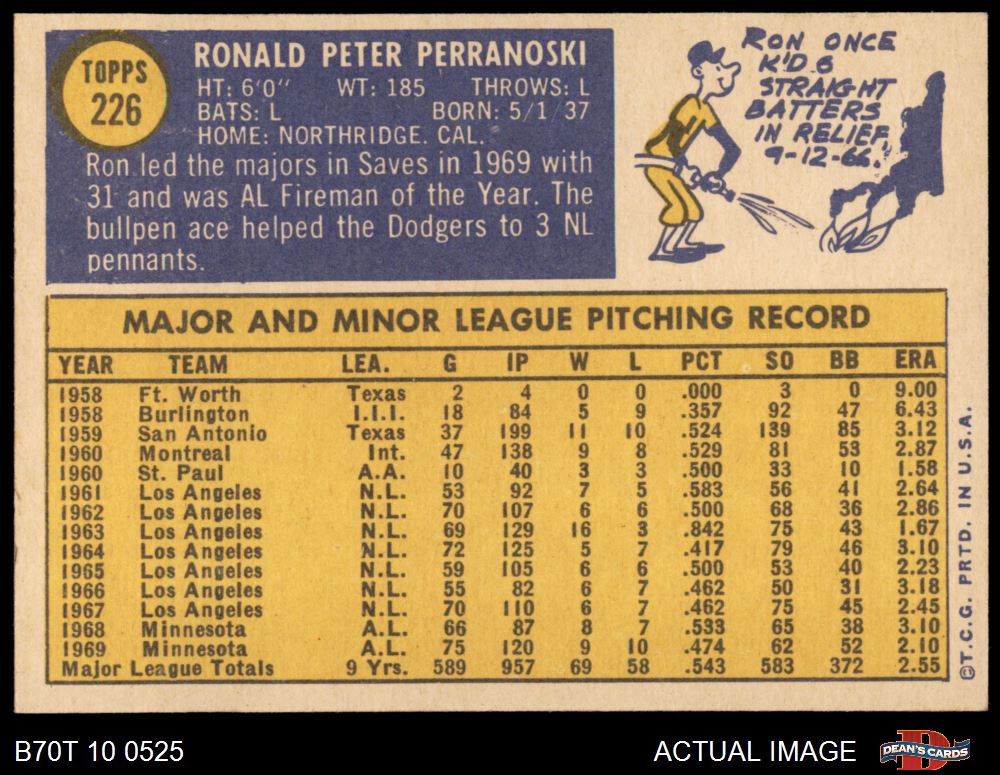 TOPPS
226
RONALD PETER PERRANOSKI
HT: 6'0" WT: 185 THROWS: L
BATS: L BORN: 5/1/37
HOME: NORTHRIDGE. CAL.
Ron led the majors in Saves in 1969 with
31 and was AL Fireman of the Year. The
bullpen ace helped the Dodgers to 3 NL
pennants.
RON ONCE
K'D 6
STRAIGHT
BATTERS
IN RELIEF,
9-12-66.
MAJOR AND MINOR LEAGUE PITCHING RECORD
YEAR TEAM LEA. G IP W L PCT SO BB ERA
1958 Ft. Worth Texas 2 4 0 0 .000 3 0 9.00
1958 Burlington I.I.I. 18 84 5 9 .357 92 47 6.43
1959 San Antonio Texas 37 199 11 10 .524 139 85 3.12
1960 Montreal Int. 47 138 9 8 .529 81 53 2.87
1960 St. Paul A.A. 10 40 3 3 .500 33 10 1.58
1961 Los Angeles N.L. 53 92 7 5 .583 56 41 2.64
1962 Los Angeles N.L. 70 107 6 6 .500 68 36 2.86
1963 Los Angeles N.L. 69 129 16 3 .842 75 43 1.67
1964 Los Angeles N.L. 72 125 5 7 .417 79 46 3.10
1965 Los Angeles N.L. 59 105 6 6 .500 53 40 2.23
1966 Los Angeles N.L. 55 82 6 7 .462 50 31 3.18
1967 Los Angeles N.L. 70 110 6 7 .462 75 45 2.45
1968 Minnesota A.L. 66 87 8 7 .533 65 38 3.10
1969 Minnesota A.L. 75 120 9 10 .474 62 52 2.10
Major League Totals 9 Yrs. 589 957 69 58 .543 583 372 2.55
©T.C.G. PRTD. IN U.S.A.
B70T 10 0525
ACTUAL IMAGE
DEAN'S CARDS